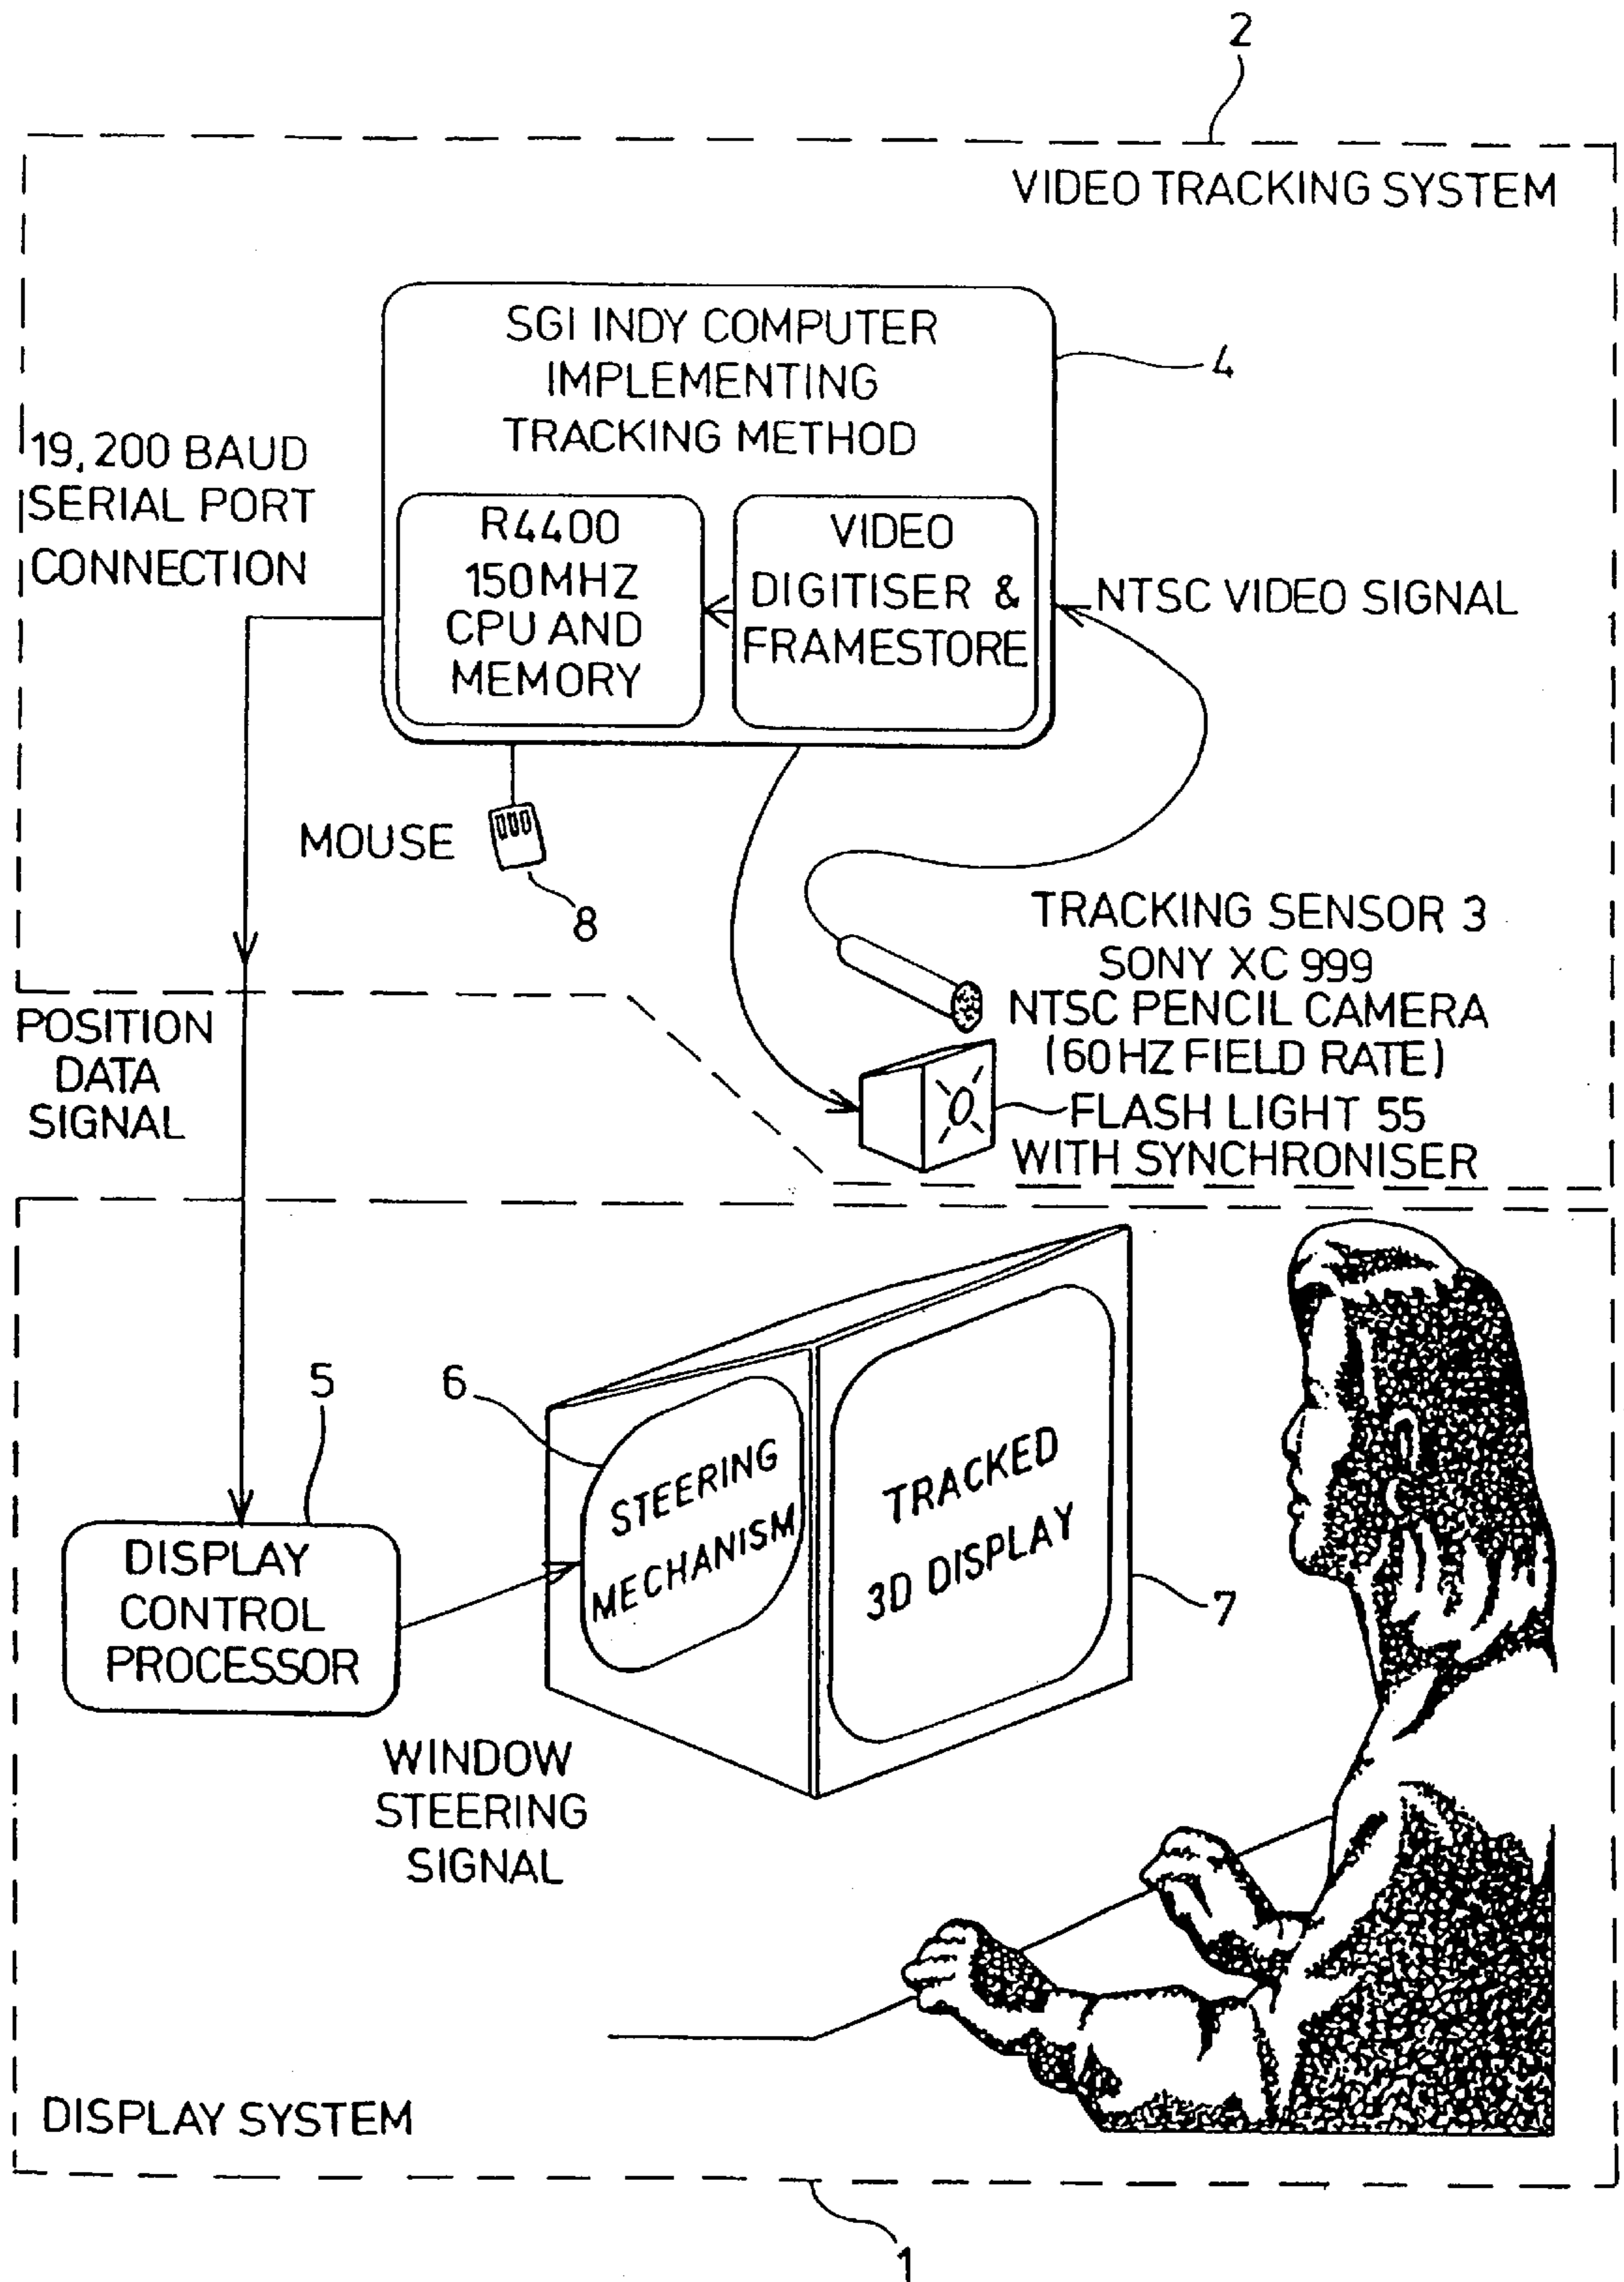 2
VIDEO TRACKING SYSTEM
SGI INDY COMPUTER
IMPLEMENTING
TRACKING METHOD
4
19,200 BAUD
SERIAL PORT
CONNECTION
R4400
150MHZ
CPU AND
MEMORY
VIDEO
DIGITISER &
FRAMESTORE
NTSC VIDEO SIGNAL
MOUSE
8
TRACKING SENSOR 3
SONY XC 999
NTSC PENCIL CAMERA
(60HZ FIELD RATE)
FLASH LIGHT 55
WITH SYNCHRONISER
POSITION
DATA
SIGNAL
5
6
STEERING
MECHANISM
TRACKED
3D DISPLAY
7
DISPLAY
CONTROL
PROCESSOR
WINDOW
STEERING
SIGNAL
DISPLAY SYSTEM
1